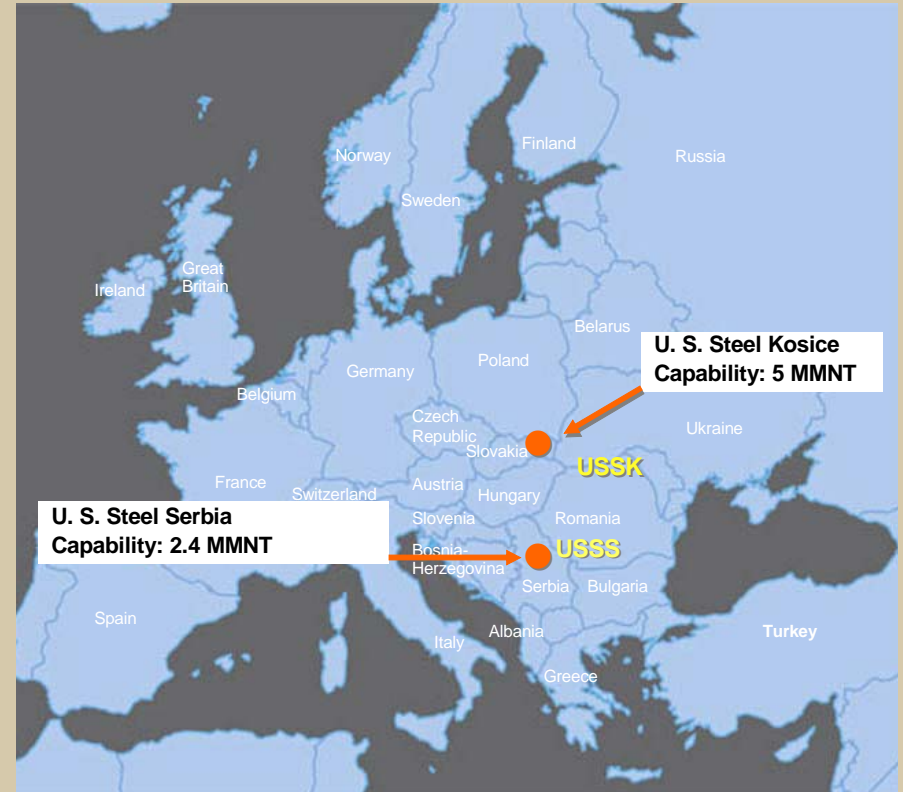 Norway
Finland
Russia
Sweden
Great
Britain
Ireland
Belarus
U. S. Steel Kosice
Capability: 5 MMNT
Poland
Germany
Belgium
Czech
Republic
Ukraine
Slovakia
USSK
France
Switzerland
Austria
Hungary
U. S. Steel Serbia
Capability: 2.4 MMNT
Slovenia
Romania
Bosnia-
Herzegovina
USSS
Serbia
Bulgaria
Spain
Italy
Albania
Turkey
Greece